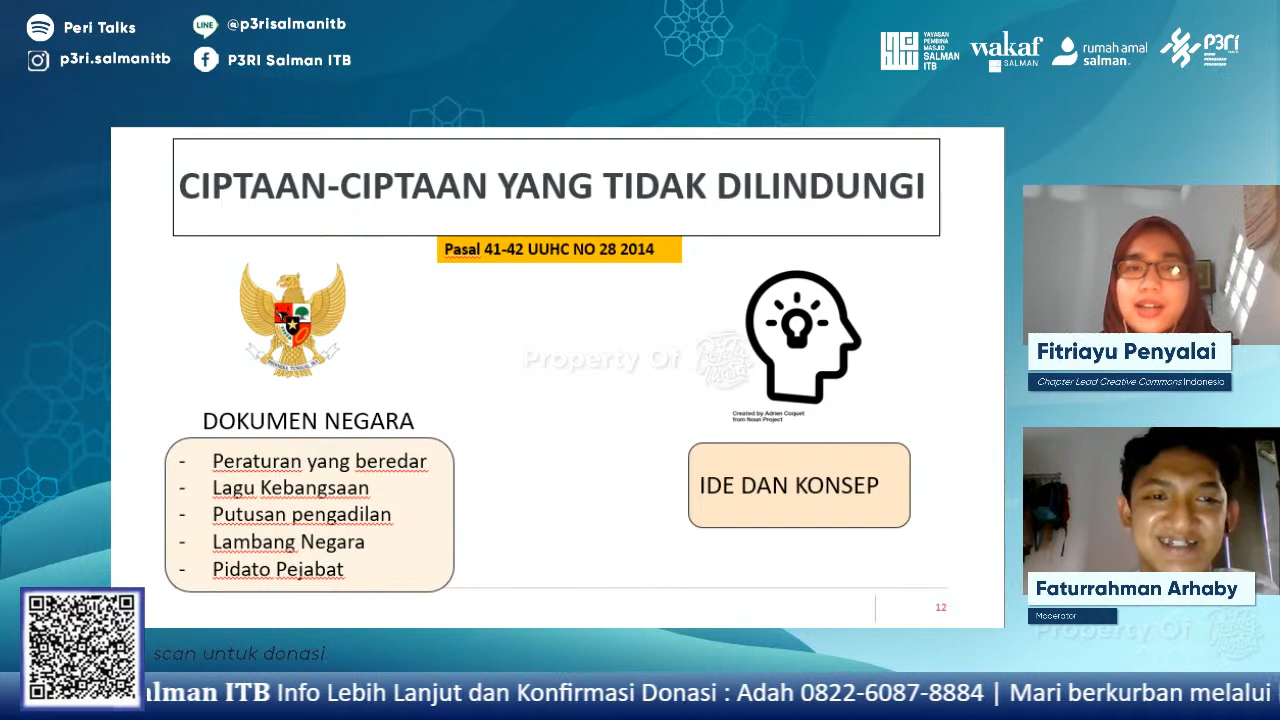 Peri Talks
@p3risalmanitb
p3ri.salmanitb
P3RI Salman ITB
LINE
YAYASAN
PEMBINA
MASJID
SALMAN
ITB
wakaf
SALMAN
rumah amal
salman.
P3RI
CIPTAAN-CIPTAAN YANG TIDAK DILINDUNGI
Pasal 41-42 UUHC NO 28 2014
Property Of
Created by Adrien Coquet
from Noun Project
DOKUMEN NEGARA
- Peraturan yang beredar
- Lagu Kebangsaan
- Putusan pengadilan
- Lambang Negara
- Pidato Pejabat
IDE DAN KONSEP
12
Fitriayu Penyalai
Chapter Lead Creative Commons Indonesia
Faturrahman Arhaby
Moderator
Property Of
scan untuk donasi
alman ITB Info Lebih Lanjut dan Konfirmasi Donasi : Adah 0822-6087-8884 | Mari berkurban melalui